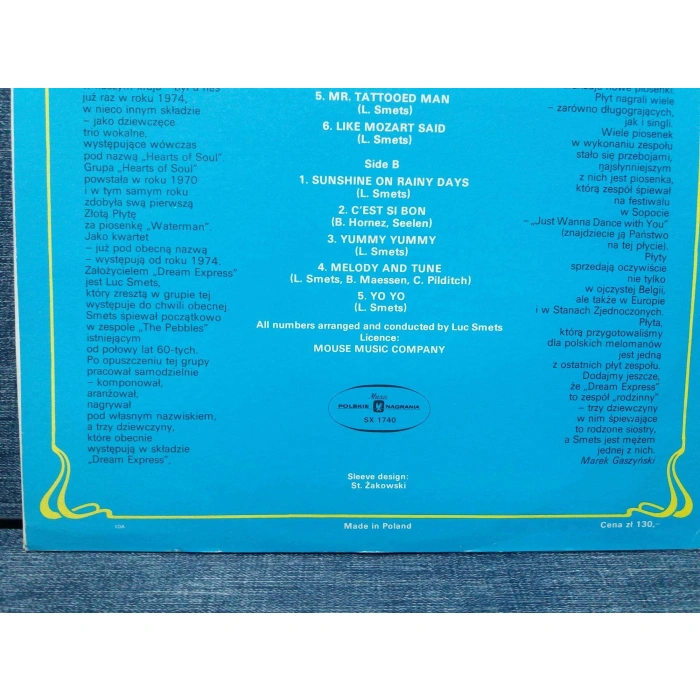 już raz w roku 1974,
w nieco innym składzie
– jako dziewczęce
trio wokalne,
występujące wówczas
pod nazwą „Hearts of Soul".
Grupa „Hearts of Soul"
powstała w roku 1970
i w tym samym roku
zdobyła swą pierwszą
Złotą Płytę
za piosenkę „Waterman".
Jako kwartet
– już pod obecną nazwą
– występują od roku 1974.
Założycielem „Dream Express"
jest Luc Smets,
który zresztą w grupie tej
występuje do chwili obecnej.
Smets śpiewał początkowo
w zespole „The Pebbles"
istniejącym
od połowy lat 60-tych.
Po opuszczeniu tej grupy
pracował samodzielnie
– komponował,
aranżował,
nagrywał
pod własnym nazwiskiem,
a trzy dziewczyny,
które obecnie
występują w składzie
„Dream Express".
5. MR. TATTOOED MAN
(L. Smets)
6. LIKE MOZART SAID
(L. Smets)
Side B
1. SUNSHINE ON RAINY DAYS
(L. Smets)
2. C'EST SI BON
(B. Hornez, Seelen)
3. YUMMY YUMMY
(L. Smets)
4. MELODY AND TUNE
(L. Smets, B. Maessen, C. Pilditch)
5. YO YO
(L. Smets)
All numbers arranged and conducted by Luc Smets
Licence:
MOUSE MUSIC COMPANY
Muza
POLSKIE NAGRANIA
SX 1740
Sleeve design:
St. Żakowski
nowe piosenki.
Płyt nagrali wiele
– zarówno długogrających,
jak i singli.
Wiele piosenek
w wykonaniu zespołu
stało się przebojami,
najsłynniejszym
z nich jest piosenka,
którą zespół śpiewał
na festiwalu
w Sopocie
– „Just Wanna Dance with You"
(znajdziecie ją Państwo
na tej płycie).
Płyty
sprzedają oczywiście
nie tylko
w ojczystej Belgii,
ale także w Europie
i w Stanach Zjednoczonych.
Płyta,
którą przygotowaliśmy
dla polskich melomanów
jest jedną
z ostatnich płyt zespołu.
Dodajmy jeszcze,
że „Dream Express"
to zespół „rodzinny"
– trzy dziewczyny
w nim śpiewające
to rodzone siostry,
a Smets jest mężem
jednej z nich.
Marek Gaszyński
Made in Poland
Cena zł 130,-